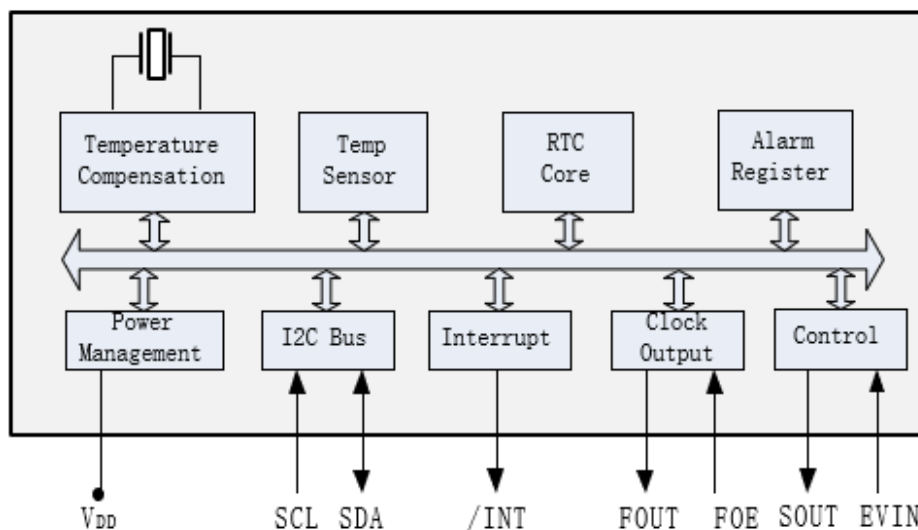 Temperature
Compensation
Temp
Sensor
RTC
Core
Alarm
Register
Power
Management
I2C Bus
Interrupt
Clock
Output
Control
VDD
SCL
SDA
/INT
FOUT
FOE
SOUT
EVIN